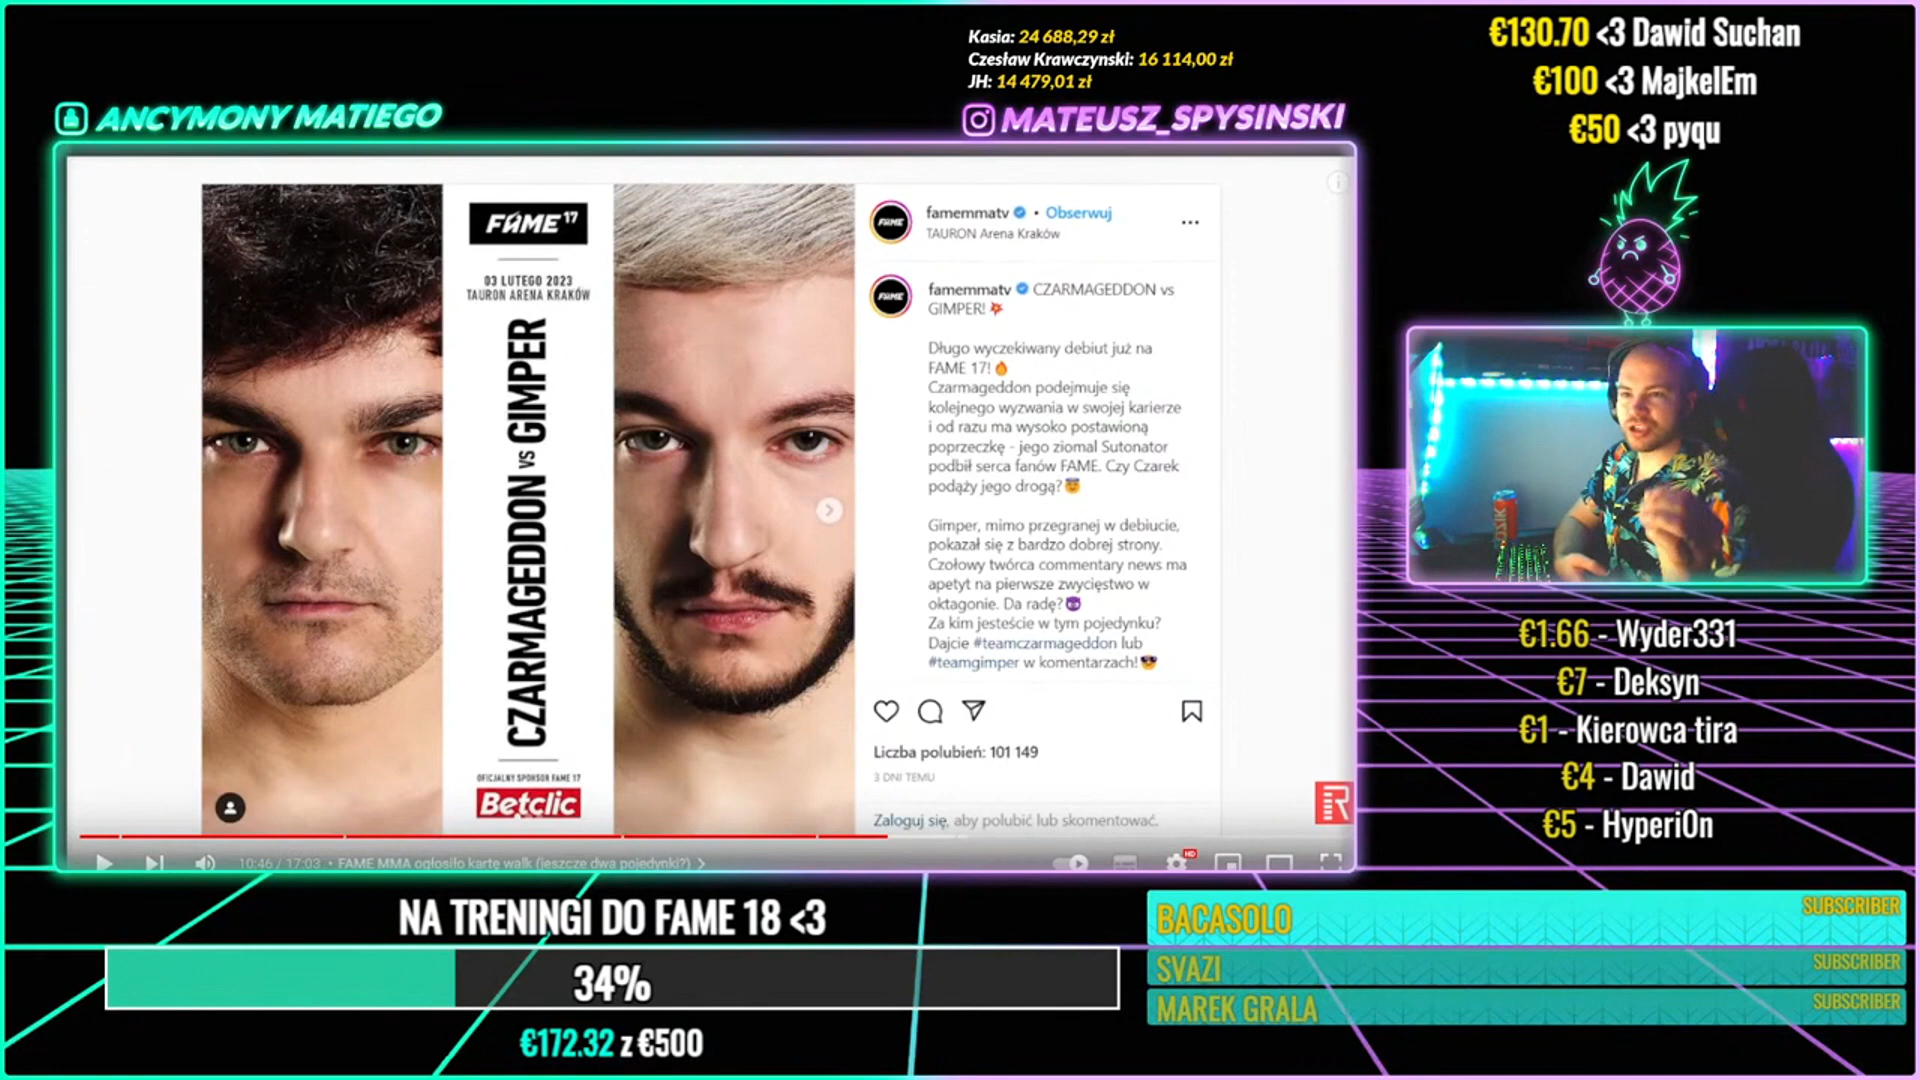 Kasia: 24 688,29 zł
Czesław Krawczynski: 16 114,00 zł
JH: 14 479,01 zł
€130.70 <3 Dawid Suchan
€100 <3 MajkelEm
€50 <3 pyqu
ANCYMONY MATIEGO
MATEUSZ_SPYSINSKI
FAME 17
03 LUTEGO 2023
TAURON ARENA KRAKÓW
CZARMAGEDDON VS GIMPER
OFICJALNY SPONSOR FAME 17
Betclic
FAME
famemmatv • Obserwuj
TAURON Arena Kraków
FAME
famemmatv CZARMAGEDDON vs
GIMPER!
Długo wyczekiwany debiut już na
FAME 17!
Czarmageddon podejmuje się
kolejnego wyzwania w swojej karierze
i od razu ma wysoko postawioną
poprzeczkę - jego ziomal Sutonator
podbił serca fanów FAME. Czy Czarek
podąży jego drogą?
Gimper, mimo przegranej w debiucie,
pokazał się z bardzo dobrej strony.
Czołowy twórca commentary news ma
apetyt na pierwsze zwycięstwo w
oktagonie. Da radę?
Za kim jesteście w tym pojedynku?
Dajcie #teamczarmageddon lub
#teamgimper w komentarzach!
Liczba polubień: 101 149
3 DNI TEMU
Zaloguj się, aby polubić lub skomentować.
10:46 / 17:03 • FAME MMA ogłosiło kartę walk (jeszcze dwa pojedynki?)
HD
€1.66 - Wyder331
€7 - Deksyn
€1 - Kierowca tira
€4 - Dawid
€5 - Hyperi0n
NA TRENINGI DO FAME 18 <3
34%
€172.32 z €500
BACASOLO SUBSCRIBER
SVAZI SUBSCRIBER
MAREK GRALA SUBSCRIBER